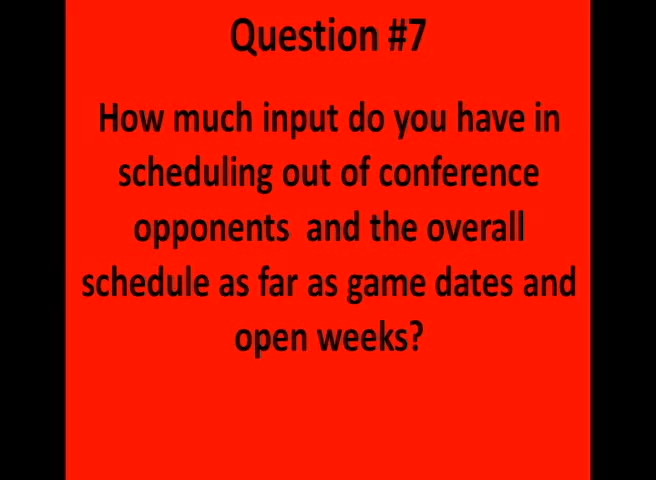 Question #7
How much input do you have in
scheduling out of conference
opponents  and the overall
schedule as far as game dates and
open weeks?